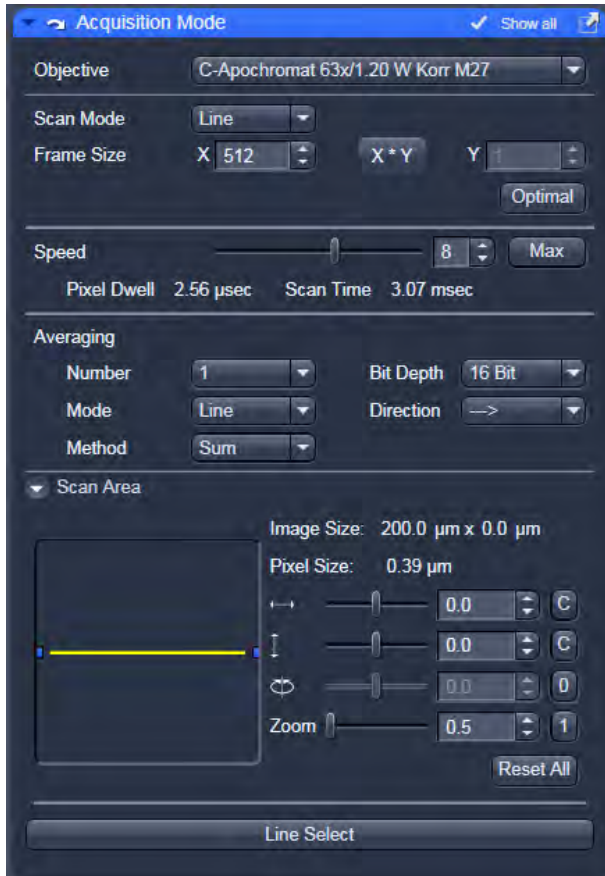 Acquisition Mode Show all
Objective C-Apochromat 63x/1.20 W Korr M27
Scan Mode Line
Frame Size X 512 X * Y Y 1
Optimal
Speed 8 Max
Pixel Dwell 2.56 µsec Scan Time 3.07 msec
Averaging
Number 1 Bit Depth 16 Bit
Mode Line Direction --->
Method Sum
Scan Area
Image Size: 200.0 µm x 0.0 µm
Pixel Size: 0.39 µm
0.0 C
0.0 C
0.0 0
Zoom 0.5 1
Reset All
Line Select